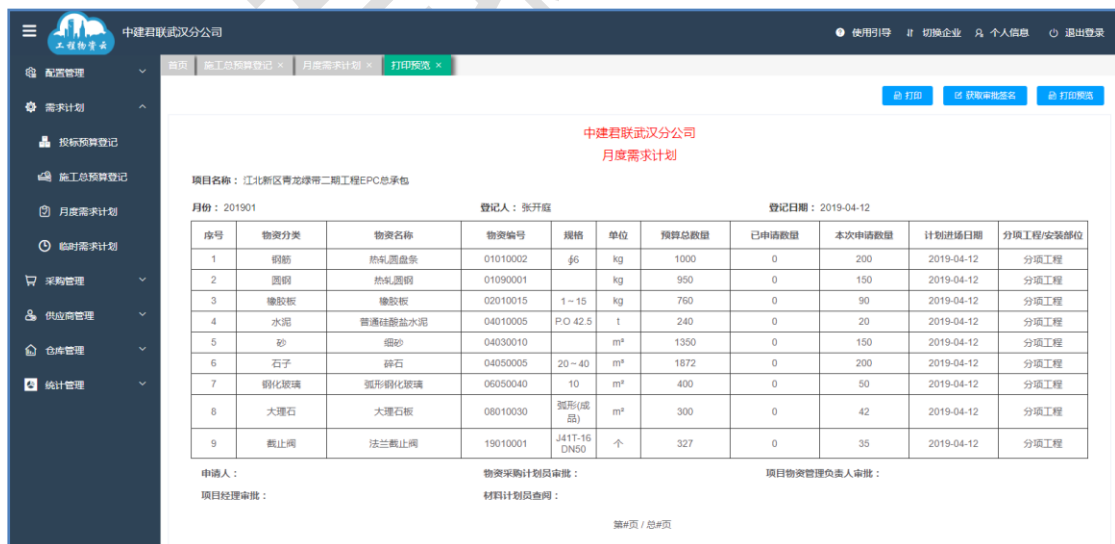 工程物资云
中建君联武汉分公司
使用引导 切换企业 个人信息 退出登录
配置管理
需求计划
投标预算登记
施工总预算登记
月度需求计划
临时需求计划
采购管理
供应商管理
仓库管理
统计管理
首页 施工总预算登记 × 月度需求计划 × 打印预览 ×
打印 获取审批签名 打印预览
中建君联武汉分公司
月度需求计划
项目名称： 江北新区青龙绿带二期工程EPC总承包
月份： 201901 登记人： 张开庭 登记日期： 2019-04-12
序号 物资分类 物资名称 物资编号 规格 单位 预算总数量 已申请数量 本次申请数量 计划进场日期 分项工程/安装部位
1 钢筋 热轧圆盘条 01010002 ∮6 kg 1000 0 200 2019-04-12 分项工程
2 圆钢 热轧圆钢 01090001 kg 950 0 150 2019-04-12 分项工程
3 橡胶板 橡胶板 02010015 1～15 kg 760 0 90 2019-04-12 分项工程
4 水泥 普通硅酸盐水泥 04010005 P.O 42.5 t 240 0 20 2019-04-12 分项工程
5 砂 细砂 04030010 m³ 1350 0 150 2019-04-12 分项工程
6 石子 碎石 04050005 20～40 m³ 1872 0 200 2019-04-12 分项工程
7 钢化玻璃 弧形钢化玻璃 06050040 10 m² 400 0 50 2019-04-12 分项工程
8 大理石 大理石板 08010030 弧形(成品) m² 300 0 42 2019-04-12 分项工程
9 截止阀 法兰截止阀 19010001 J41T-16 DN50 个 327 0 35 2019-04-12 分项工程
申请人： 物资采购计划员审批： 项目物资管理负责人审批：
项目经理审批： 材料计划员查阅：
第#页 / 总#页